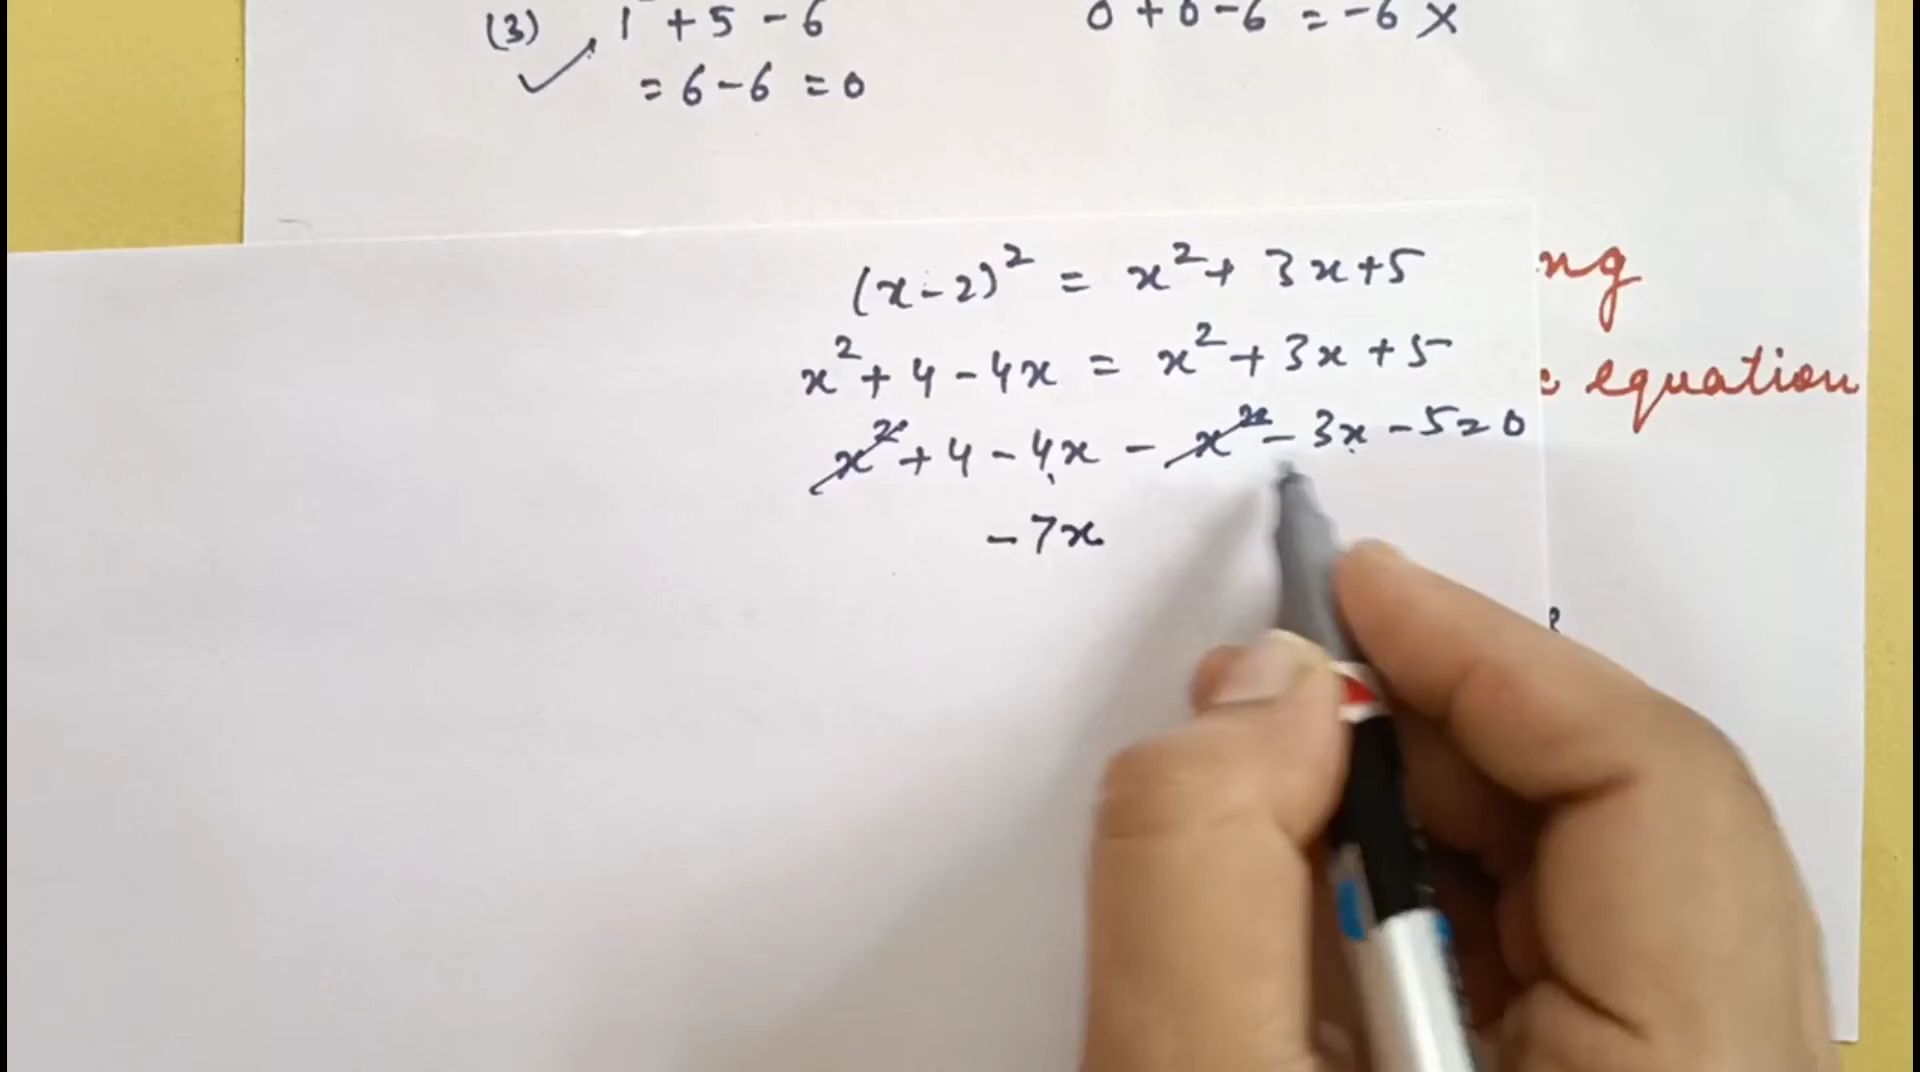 (3) 1 + 5 - 6
= 6 - 6 = 0
0 + 0 - 6 = -6 ×
(x - 2)² = x² + 3x + 5
x² + 4 - 4x = x² + 3x + 5
x² + 4 - 4x - x² - 3x - 5 = 0
- 7x
ng
equation